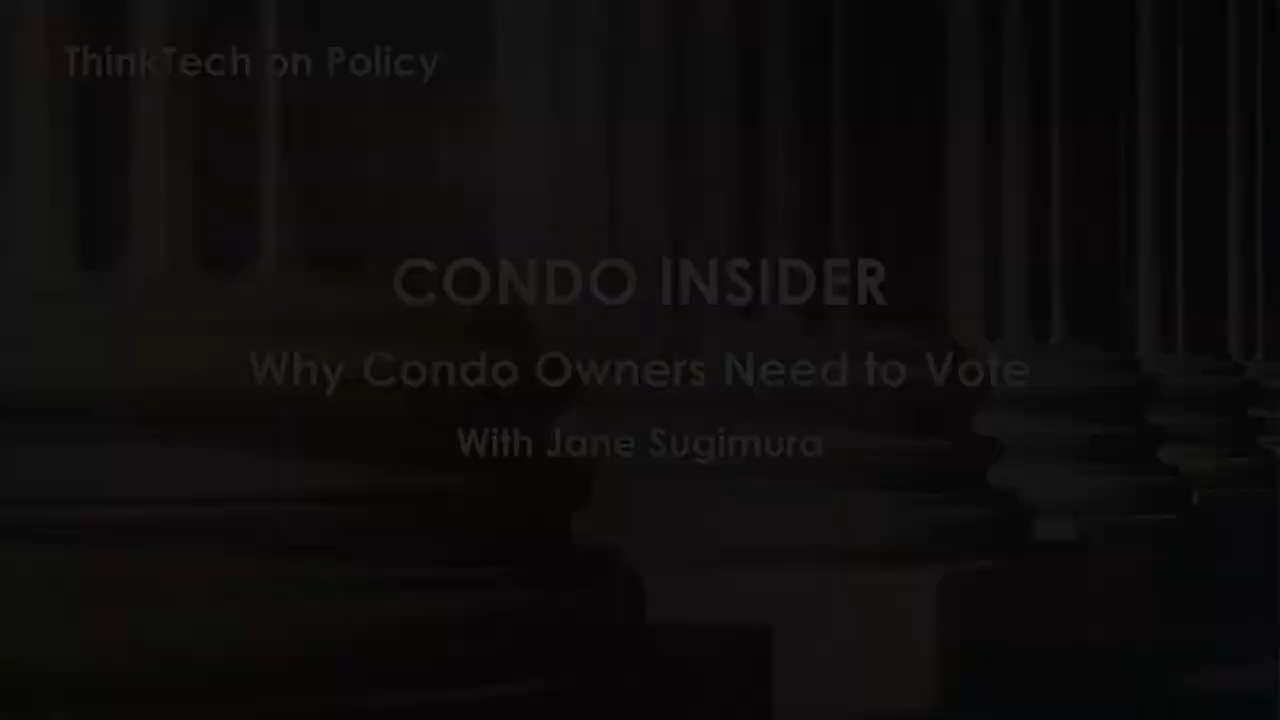 ThinkTech on Policy
CONDO INSIDER
Why Condo Owners Need to Vote
With Jane Sugimura